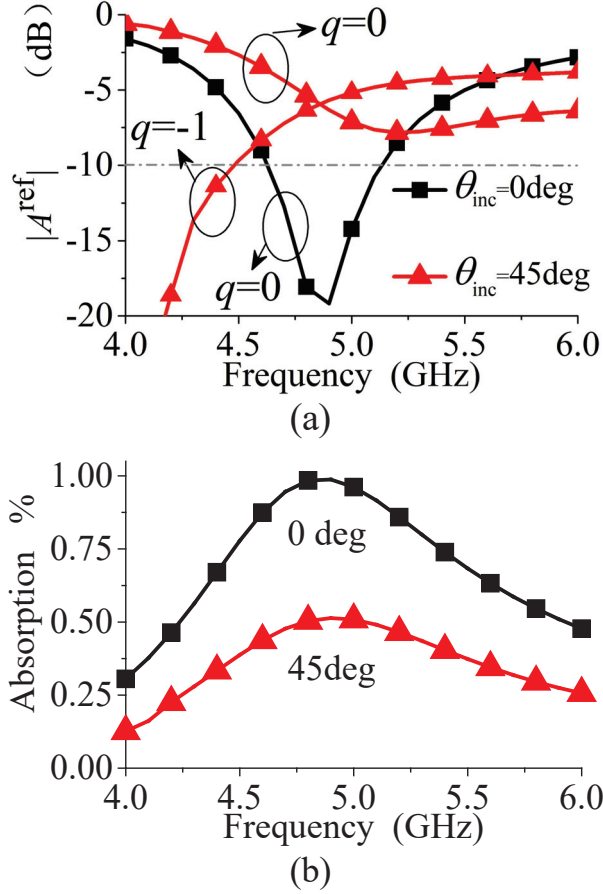 0
-5
-10
-15
-20
|A^ref| (dB)
q=0
q=-1
q=0
θinc=0deg
θinc=45deg
4.0 4.5 5.0 5.5 6.0
Frequency (GHz)
(a)
1.00
0.75
0.50
0.25
0.00
Absorption %
0 deg
45deg
4.0 4.5 5.0 5.5 6.0
Frequency (GHz)
(b)